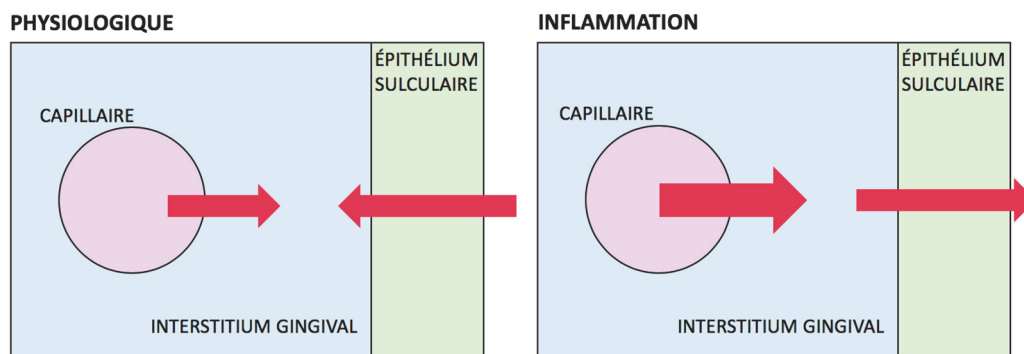 PHYSIOLOGIQUE
ÉPITHÉLIUM
SULCULAIRE
CAPILLAIRE
INTERSTITIUM GINGIVAL
INFLAMMATION
ÉPITHÉLIUM
SULCULAIRE
CAPILLAIRE
INTERSTITIUM GINGIVAL